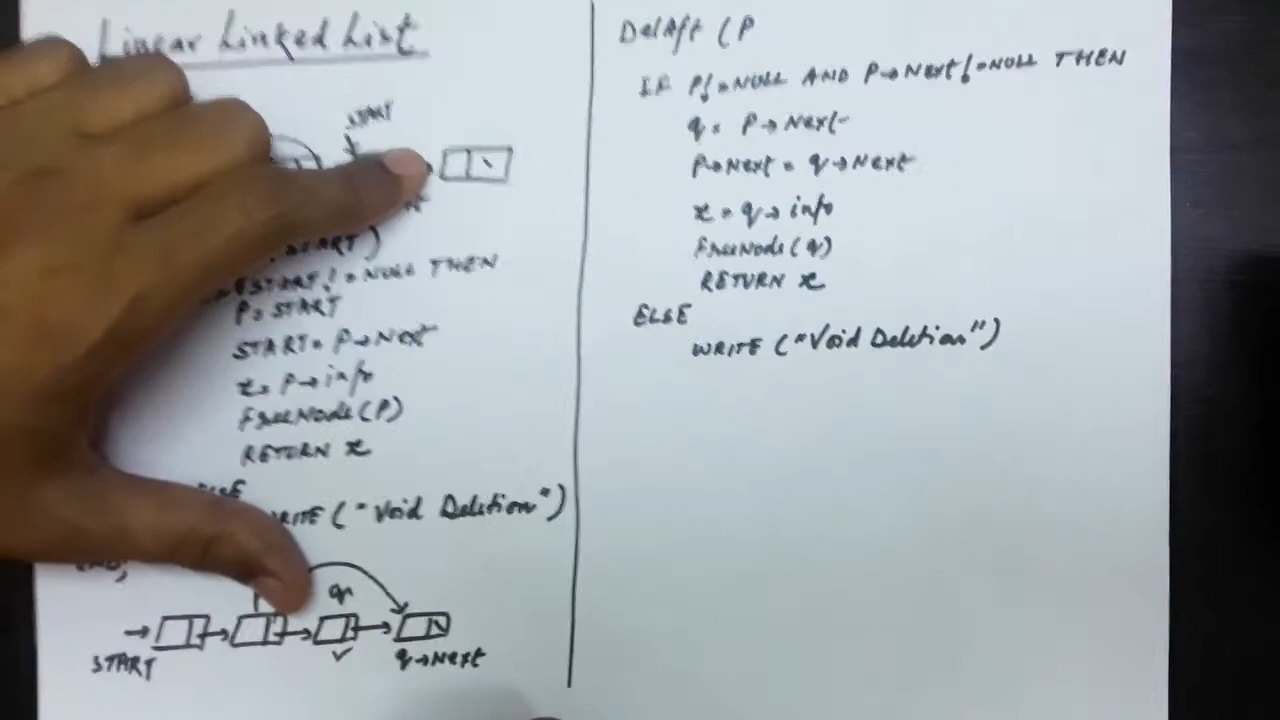 Linear Linked List
START
START)
START != NULL THEN
P = START
START = P→Next
x = P→info
FreeNode(P)
RETURN x
ELSE
WRITE ("Void Deletion")
q
START
q→Next
DelAft (P
IF P != NULL AND P→Next != NULL THEN
q = P→Next
P→Next = q→Next
x = q→info
FreeNode(q)
RETURN x
ELSE
WRITE ("Void Deletion")